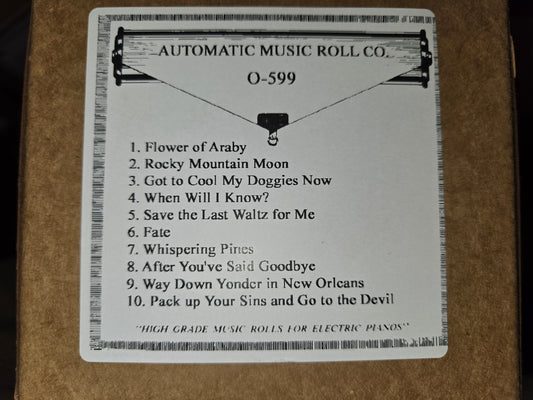 AUTOMATIC MUSIC ROLL CO.
O-599
1. Flower of Araby
2. Rocky Mountain Moon
3. Got to Cool My Doggies Now
4. When Will I Know?
5. Save the Last Waltz for Me
6. Fate
7. Whispering Pines
8. After You've Said Goodbye
9. Way Down Yonder in New Orleans
10. Pack up Your Sins and Go to the Devil
"HIGH GRADE MUSIC ROLLS FOR ELECTRIC PIANOS"